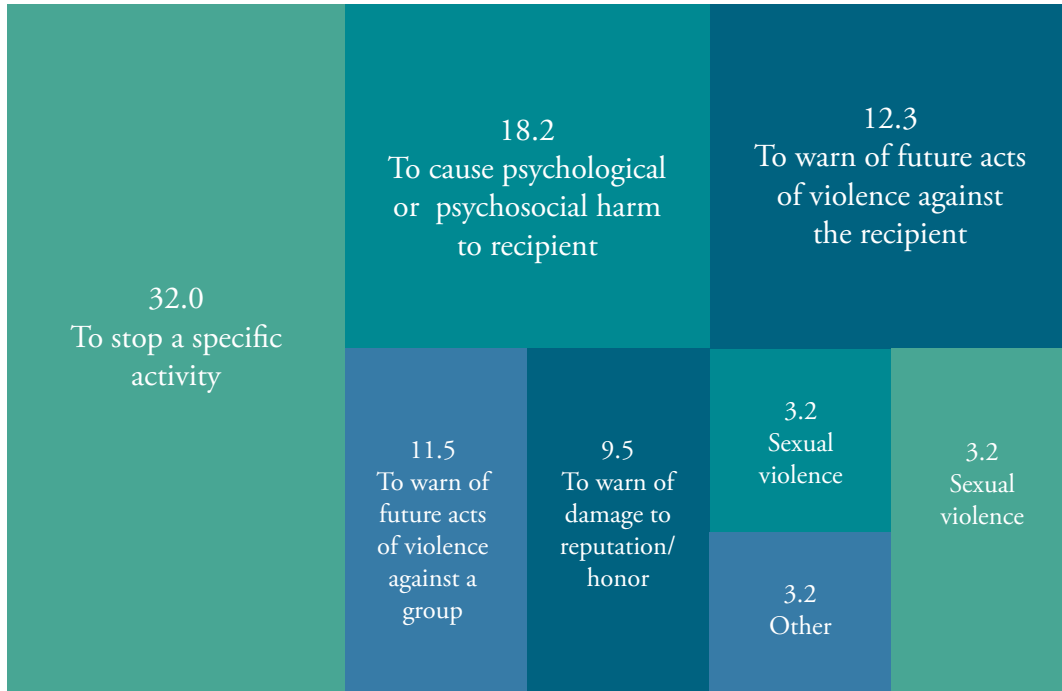 32.0
To stop a specific
activity
18.2
To cause psychological
or psychosocial harm
to recipient
12.3
To warn of future acts
of violence against
the recipient
11.5
To warn of
future acts
of violence
against a
group
9.5
To warn of
damage to
reputation/
honor
3.2
Sexual
violence
3.2
Other
3.2
Sexual
violence